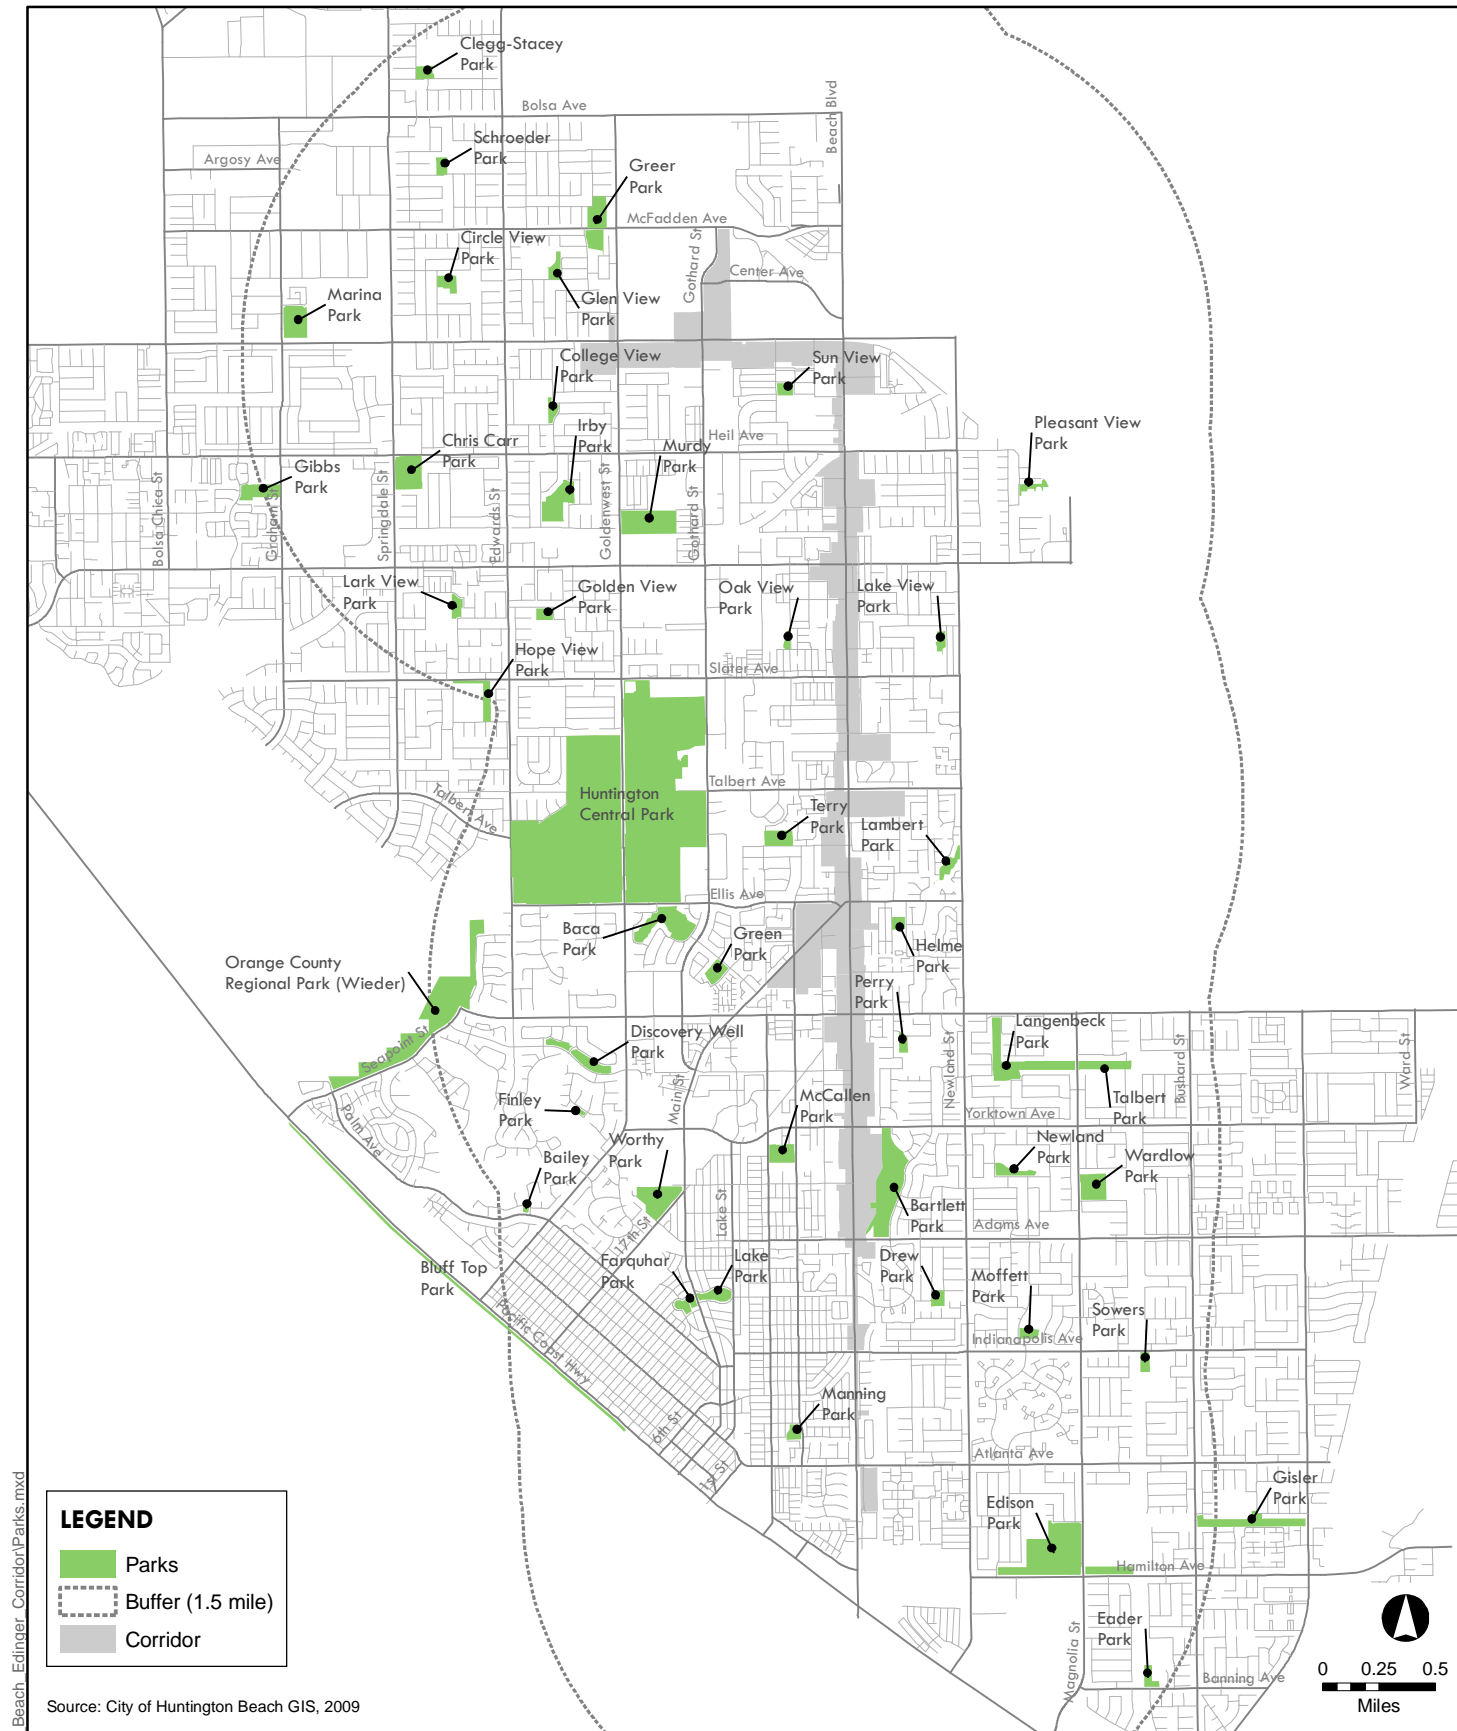 Clegg-Stacey
Park
Bolsa Ave
Beach Blvd
Schroeder
Park
Argosy Ave
Greer
Park
McFadden Ave
Circle View
Park
Gothard St
Center Ave
Glen View
Park
Marina
Park
College View
Park
Sun View
Park
Irby
Park
Heil Ave
Murdy
Park
Pleasant View
Park
Chris Carr
Park
Gibbs
Park
Bolsa Chica St
Graham St
Springdale St
Edwards St
Goldenwest St
Gothard St
Lark View
Park
Golden View
Park
Oak View
Park
Lake View
Park
Hope View
Park
Slater Ave
Talbert Ave
Talbert Ave
Huntington
Central Park
Terry
Park
Lambert
Park
Ellis Ave
Baca
Park
Green
Park
Helme
Park
Orange County
Regional Park (Wieder)
Perry
Park
Seapoint St
Discovery Well
Park
Langenbeck
Park
Newland St
Bushard St
Ward St
Finley
Park
Main St
McCallen
Park
Yorktown Ave
Talbert
Park
Palm Ave
Worthy
Park
Newland
Park
Bailey
Park
Wardlow
Park
17th St
Lake St
Bartlett
Park
Adams Ave
Bluff Top
Park
Farquhar
Park
Lake
Park
Drew
Park
Moffett
Park
Sowers
Park
Indianapolis Ave
Pacific Coast Hwy
Manning
Park
6th St
1st St
Atlanta Ave
Gisler
Park
Edison
Park
Hamilton Ave
Eader
Park
Magnolia St
Banning Ave
LEGEND
Parks
Buffer (1.5 mile)
Corridor
0 0.25 0.5
Miles
Source: City of Huntington Beach GIS, 2009
Beach_Edinger_Corridor\Parks.mxd